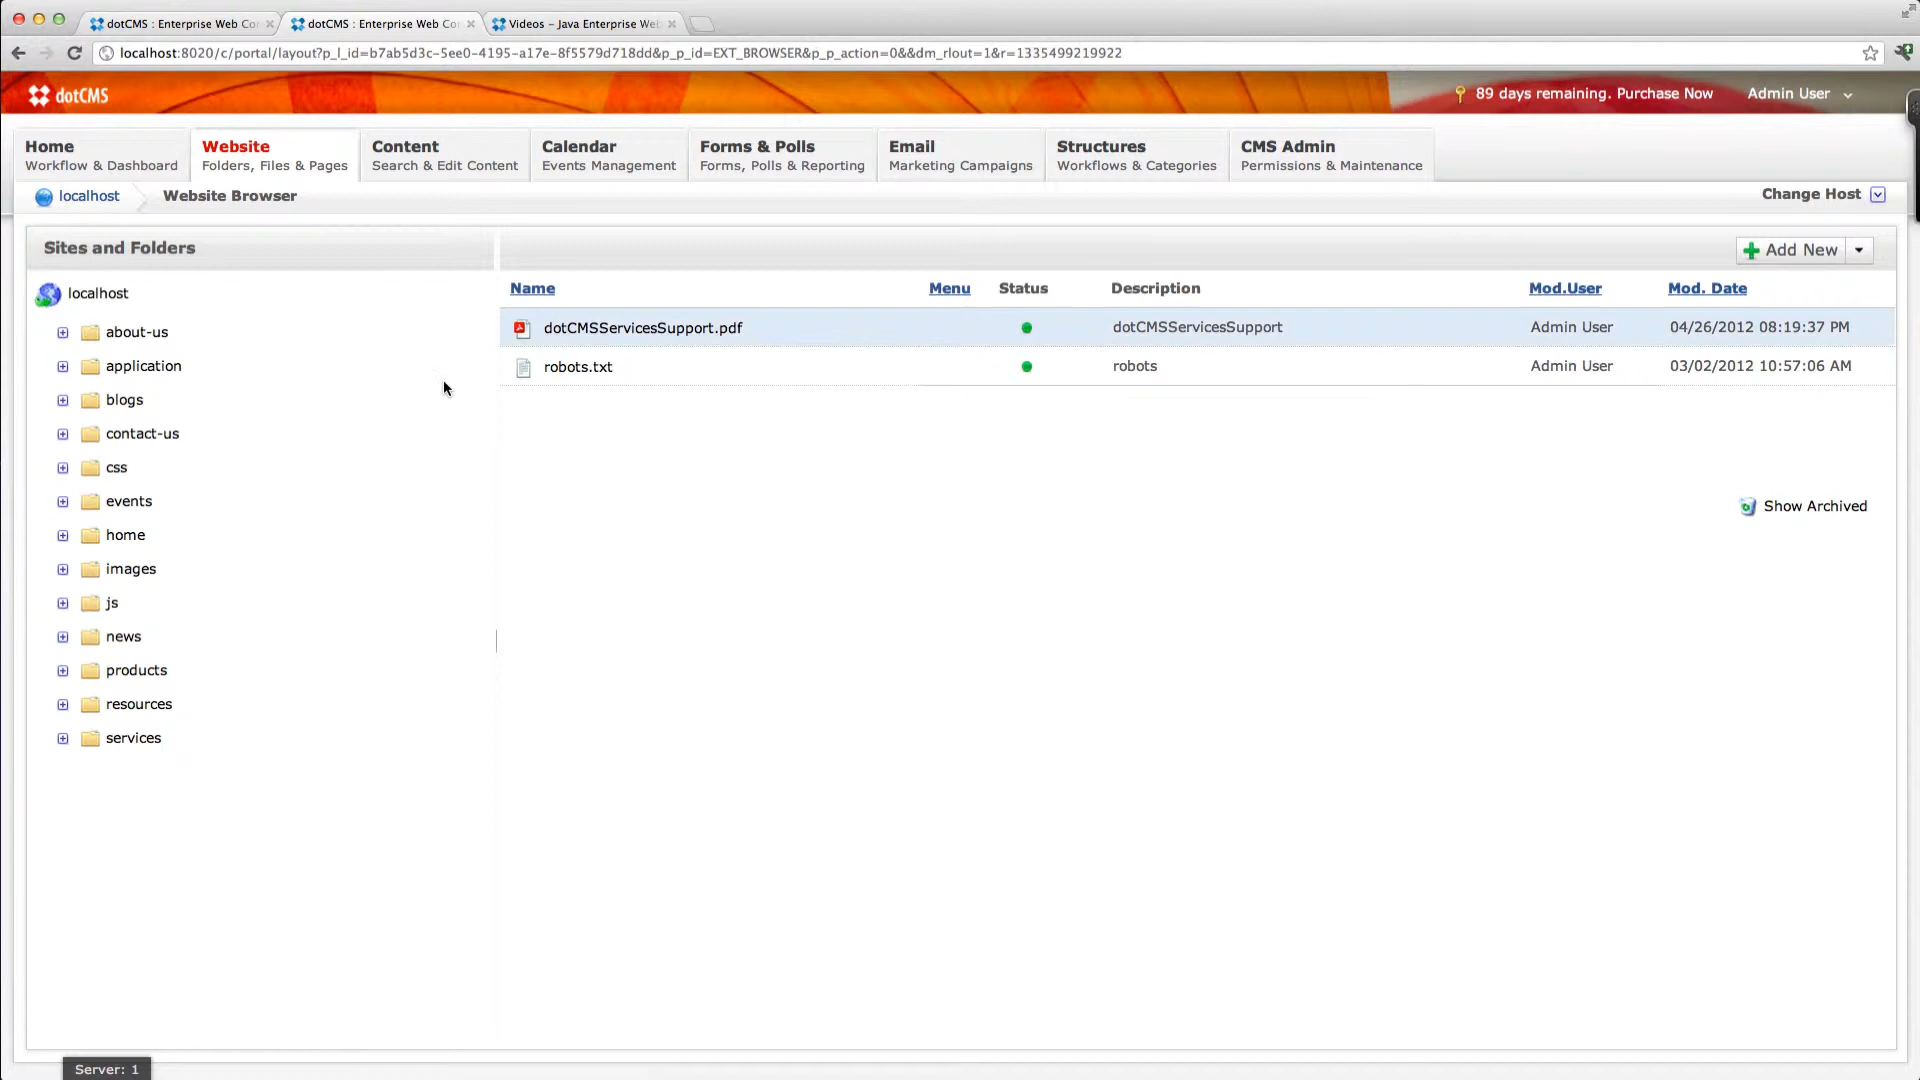 dotCMS : Enterprise Web Co
dotCMS : Enterprise Web Co
Videos – Java Enterprise Web
localhost:8020/c/portal/layout?p_l_id=b7ab5d3c-5ee0-4195-a17e-8f5579d718dd&p_p_id=EXT_BROWSER&p_p_action=0&&dm_rlout=1&r=1335499219922
dotCMS
89 days remaining. Purchase Now
Admin User
Home
Workflow & Dashboard
Website
Folders, Files & Pages
Content
Search & Edit Content
Calendar
Events Management
Forms & Polls
Forms, Polls & Reporting
Email
Marketing Campaigns
Structures
Workflows & Categories
CMS Admin
Permissions & Maintenance
localhost
Website Browser
Change Host
Sites and Folders
Add New
localhost
about-us
application
blogs
contact-us
css
events
home
images
js
news
products
resources
services
Name Menu Status Description Mod.User Mod. Date
dotCMSServicesSupport.pdf dotCMSServicesSupport Admin User 04/26/2012 08:19:37 PM
robots.txt robots Admin User 03/02/2012 10:57:06 AM
Show Archived
Server: 1